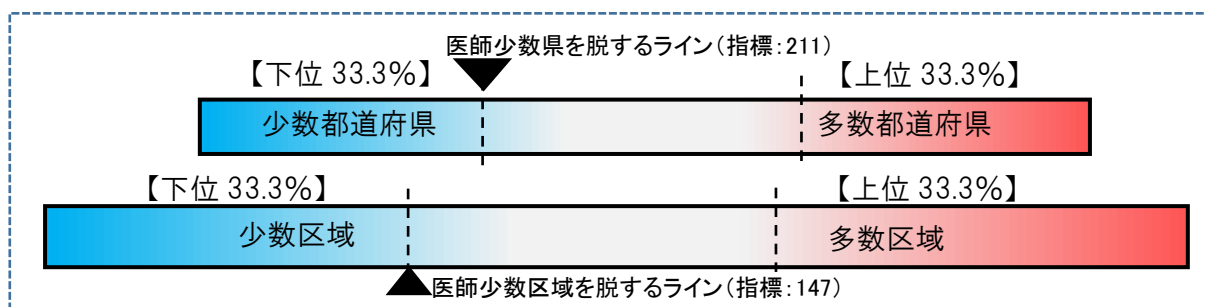 医師少数県を脱するライン（指標：211）
【下位 33.3％】 【上位 33.3％】
少数都道府県 多数都道府県
【下位 33.3％】 【上位 33.3％】
少数区域 多数区域
医師少数区域を脱するライン（指標：147）